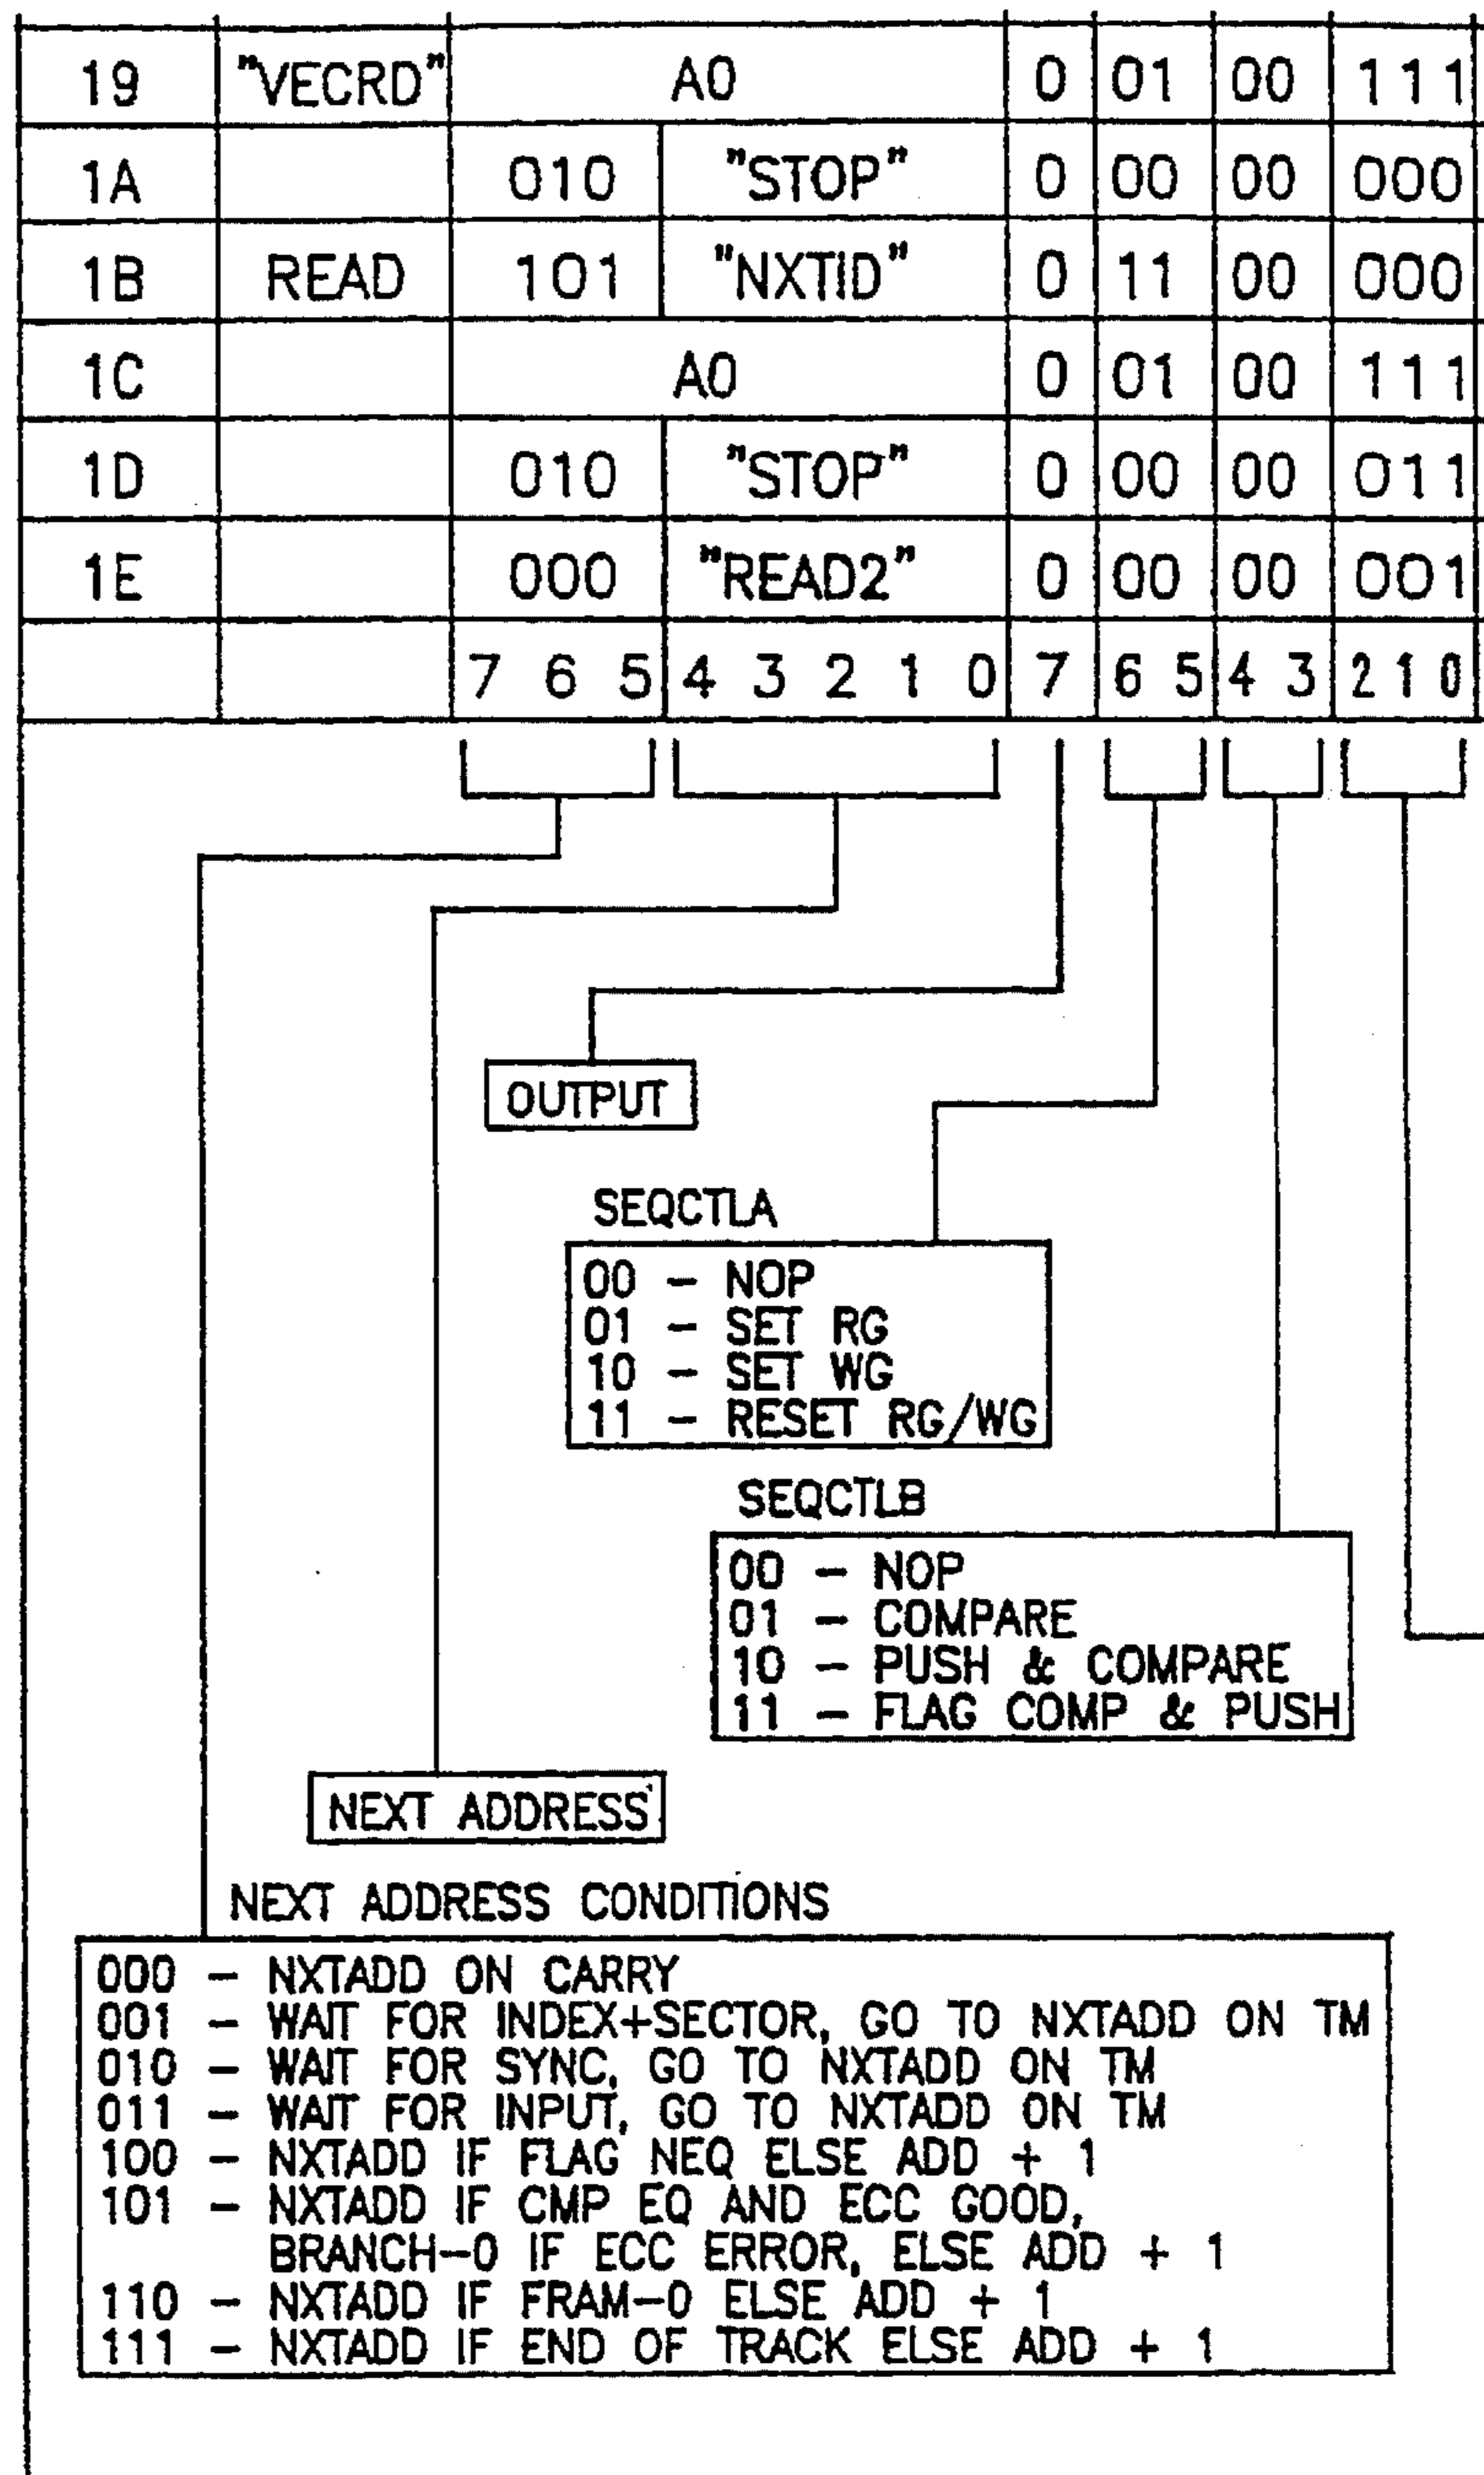 19 "VECRD" A0 0 01 00 111
1A 010 "STOP" 0 00 00 000
1B READ 101 "NXTID" 0 11 00 000
1C A0 0 01 00 111
1D 010 "STOP" 0 00 00 011
1E 000 "READ2" 0 00 00 001
7 6 5 4 3 2 1 0 7 6 5 4 3 2 1 0
OUTPUT
SEQCTLA
00 - NOP
01 - SET RG
10 - SET WG
11 - RESET RG/WG
SEQCTLB
00 - NOP
01 - COMPARE
10 - PUSH & COMPARE
11 - FLAG COMP & PUSH
NEXT ADDRESS
NEXT ADDRESS CONDITIONS
000 - NXTADD ON CARRY
001 - WAIT FOR INDEX+SECTOR, GO TO NXTADD ON TM
010 - WAIT FOR SYNC, GO TO NXTADD ON TM
011 - WAIT FOR INPUT, GO TO NXTADD ON TM
100 - NXTADD IF FLAG NEQ ELSE ADD + 1
101 - NXTADD IF CMP EQ AND ECC GOOD,
BRANCH-0 IF ECC ERROR, ELSE ADD + 1
110 - NXTADD IF FRAM-0 ELSE ADD + 1
111 - NXTADD IF END OF TRACK ELSE ADD + 1